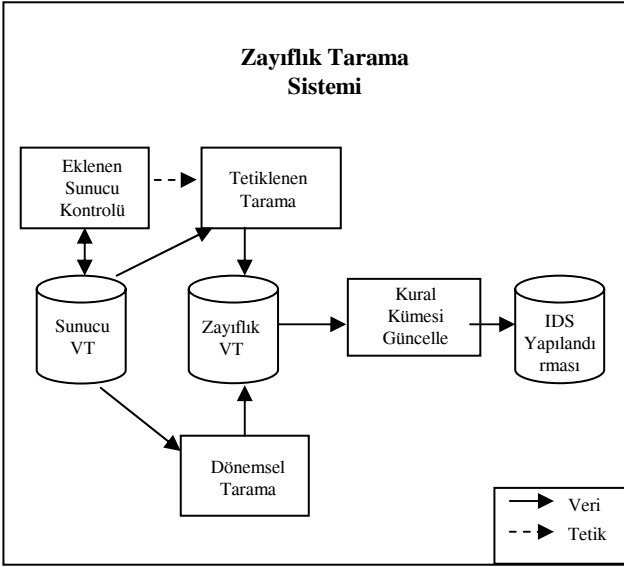 Zayıflık Tarama
Sistemi
Eklenen
Sunucu
Kontrolü
Tetiklenen
Tarama
Sunucu
VT
Zayıflık
VT
Kural
Kümesi
Güncelle
IDS
Yapılandı
rması
Dönemsel
Tarama
Veri
Tetik